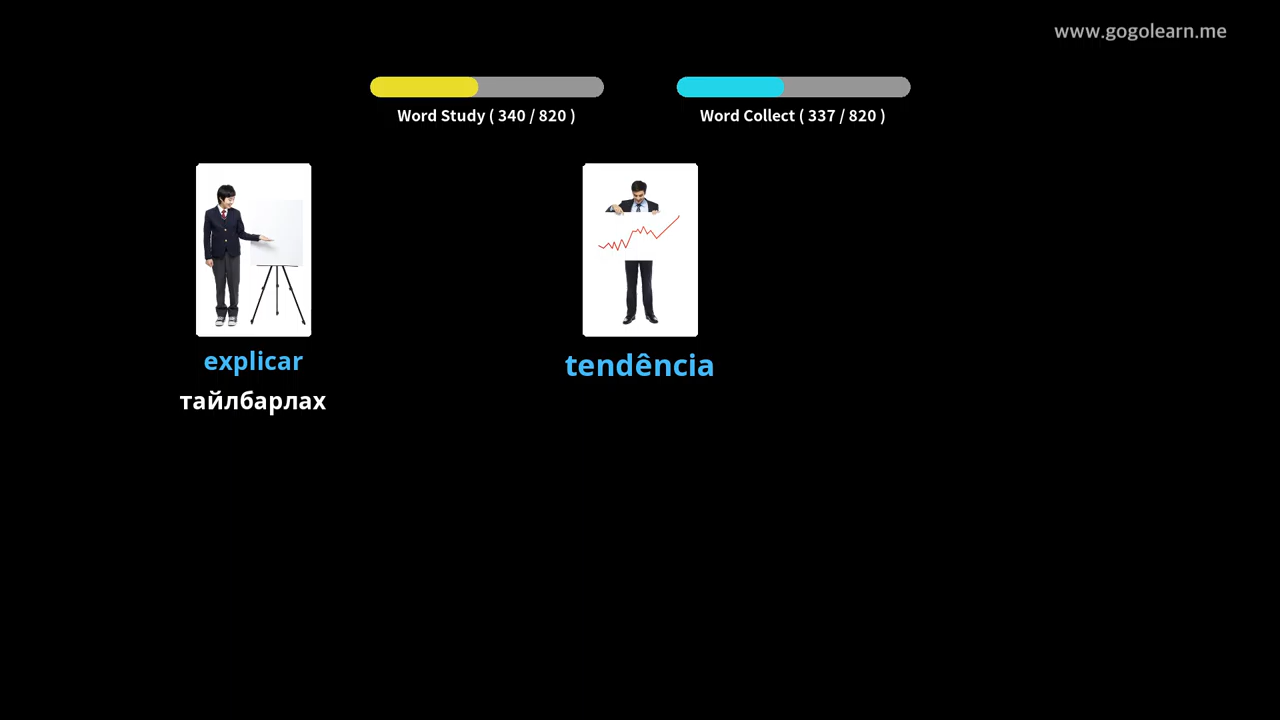 www.gogolearn.me
Word Study ( 340 / 820 )
Word Collect ( 337 / 820 )
explicar
тайлбарлах
tendência